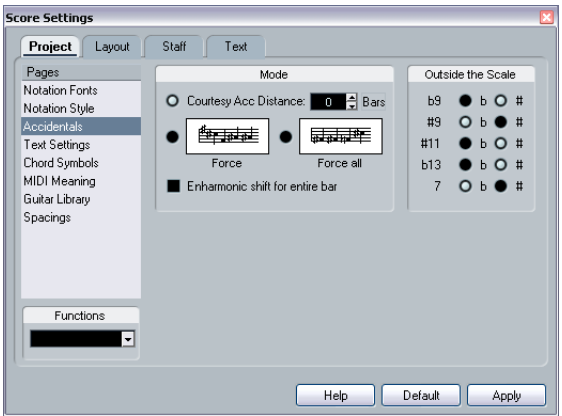 Score Settings
Project Layout Staff Text
Pages
Notation Fonts
Notation Style
Accidentals
Text Settings
Chord Symbols
MIDI Meaning
Guitar Library
Spacings
Functions
Mode
Courtesy Acc Distance: 0 Bars
Force Force all
Enharmonic shift for entire bar
Outside the Scale
b9 b #
#9 b #
#11 b #
b13 b #
7 b #
Help Default Apply